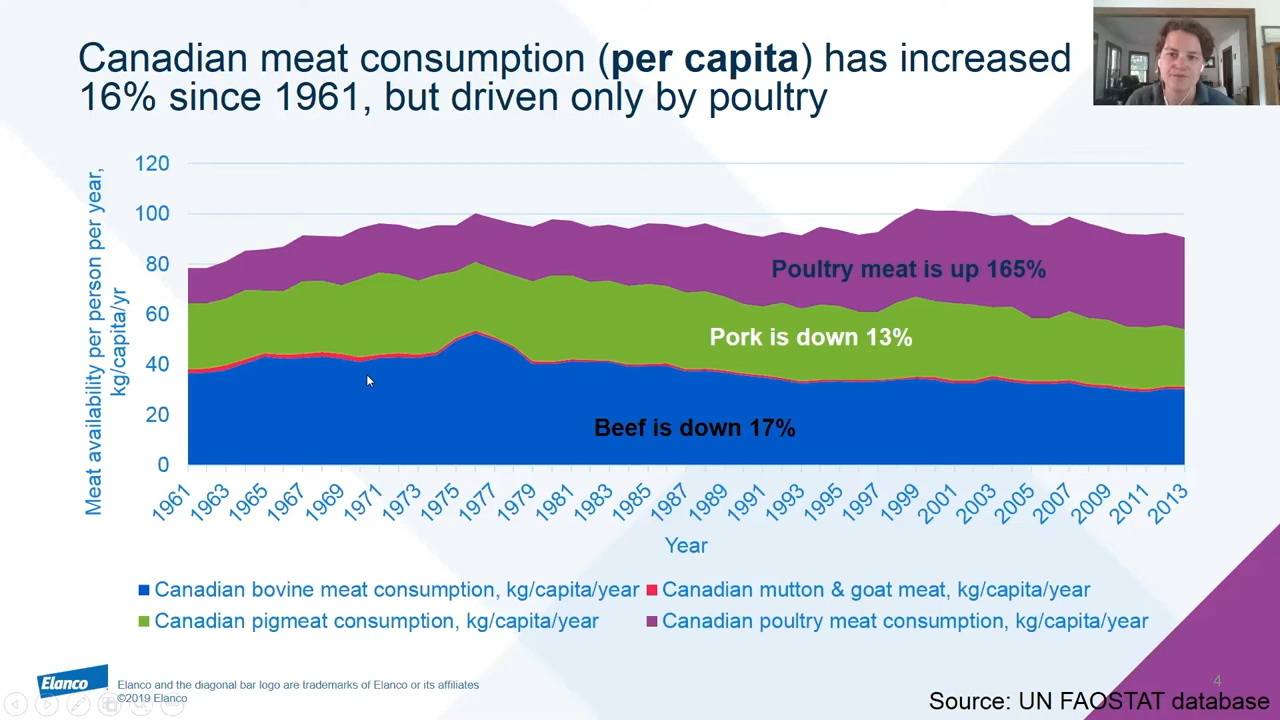 Canadian meat consumption (per capita) has increased
16% since 1961, but driven only by poultry
Meat availability per person per year,
kg/capita/yr
120
100
80
60
40
20
0
Poultry meat is up 165%
Pork is down 13%
Beef is down 17%
1961
1963
1965
1967
1969
1971
1973
1975
1977
1979
1981
1983
1985
1987
1989
1991
1993
1995
1997
1999
2001
2003
2005
2007
2009
2011
2013
Year
Canadian bovine meat consumption, kg/capita/year
Canadian mutton & goat meat, kg/capita/year
Canadian pigmeat consumption, kg/capita/year
Canadian poultry meat consumption, kg/capita/year
Elanco
Elanco and the diagonal bar logo are trademarks of Elanco or its affiliates
©2019 Elanco
4
Source: UN FAOSTAT database